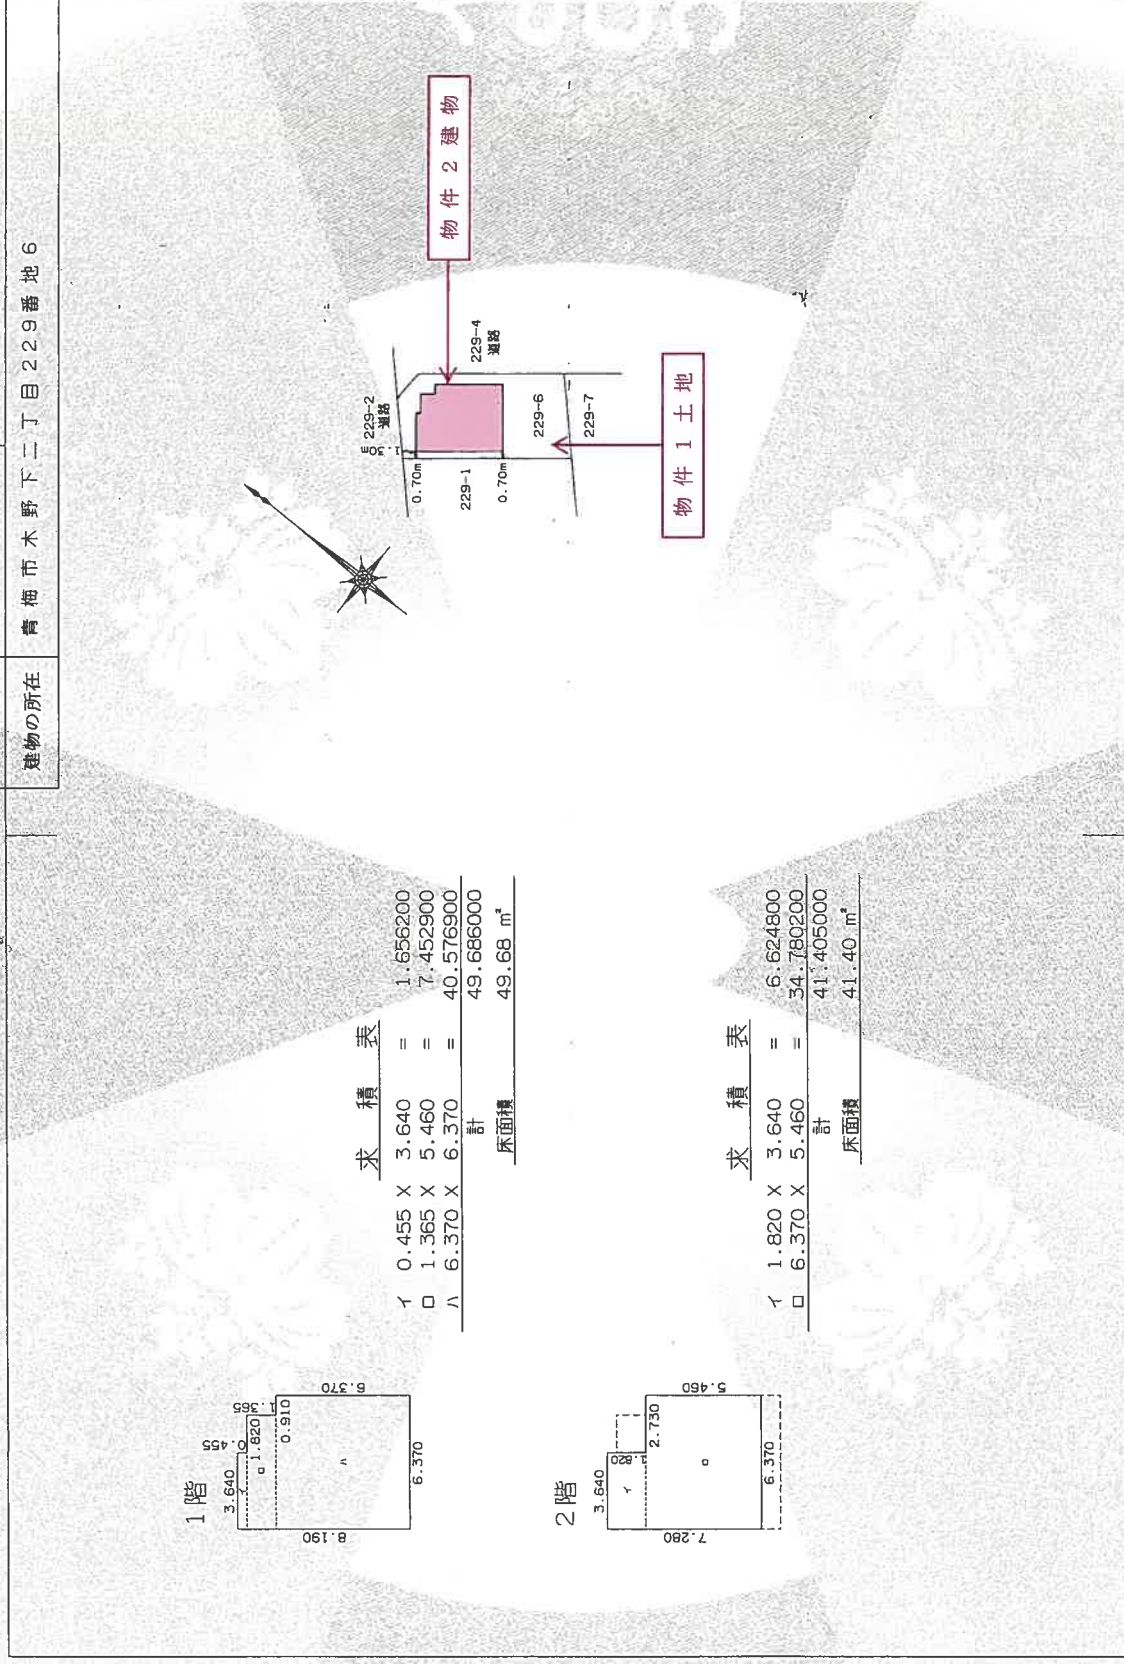 建物の所在 青梅市木野下二丁目229番地6
1階
3.640
0.455
イ
ロ
1.820
1.365
0.910
8.190
ハ
6.370
6.370
求積表
イ 0.455 X 3.640 = 1.656200
ロ 1.365 X 5.460 = 7.452900
ハ 6.370 X 6.370 = 40.576900
計 49.686000
床面積 49.68 m²
2階
3.640
イ
1.820
2.730
7.280
ロ
5.460
6.370
求積表
イ 1.820 X 3.640 = 6.624800
ロ 6.370 X 5.460 = 34.780200
計 41.405000
床面積 41.40 m²
229-2
道路
1.30m
0.70m
229-1
0.70m
229-4
道路
229-6
229-7
物件2建物
物件1土地